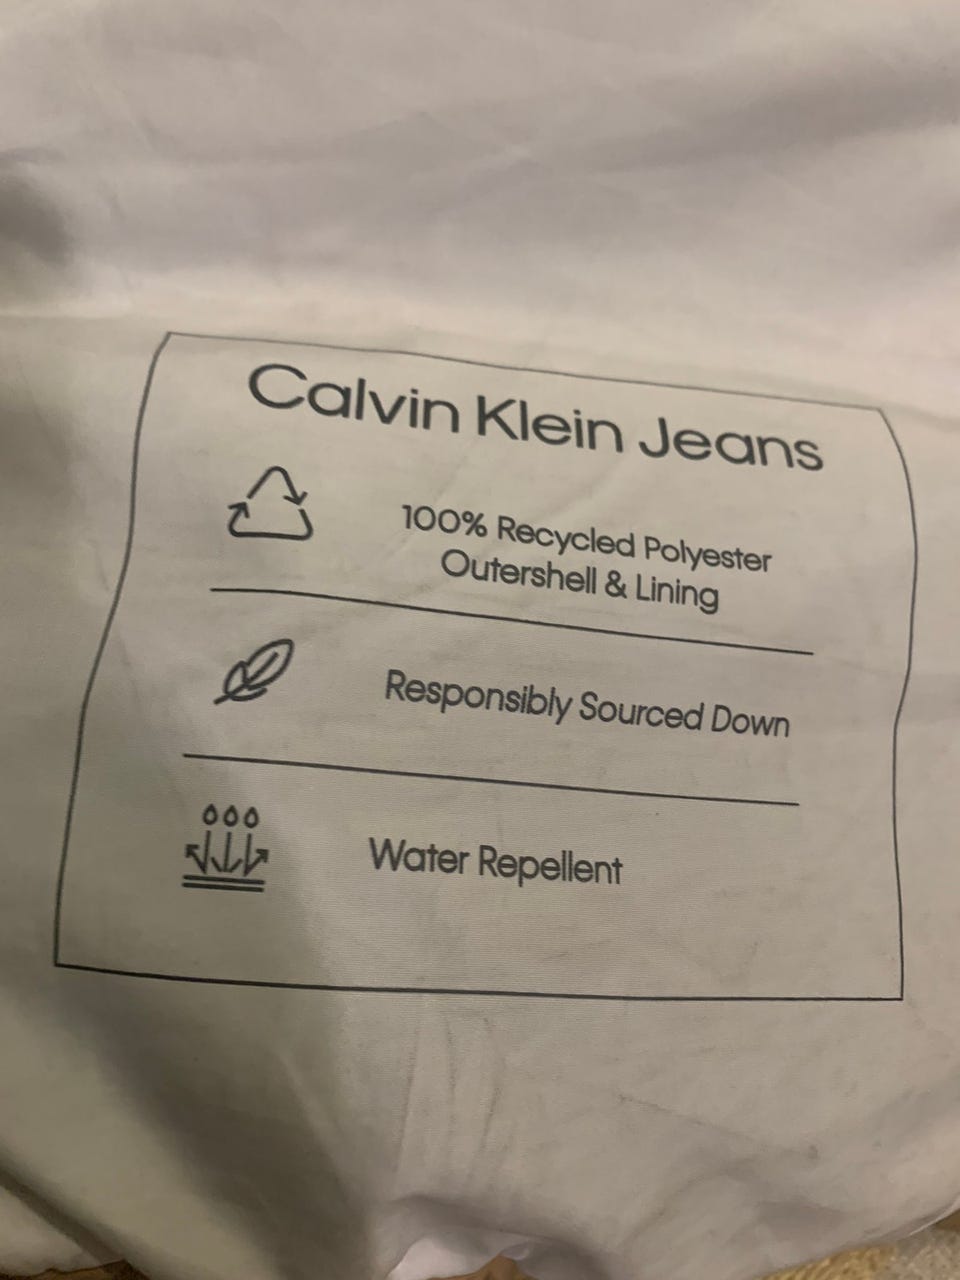 Calvin Klein Jeans
100% Recycled Polyester
Outershell & Lining
Responsibly Sourced Down
Water Repellent